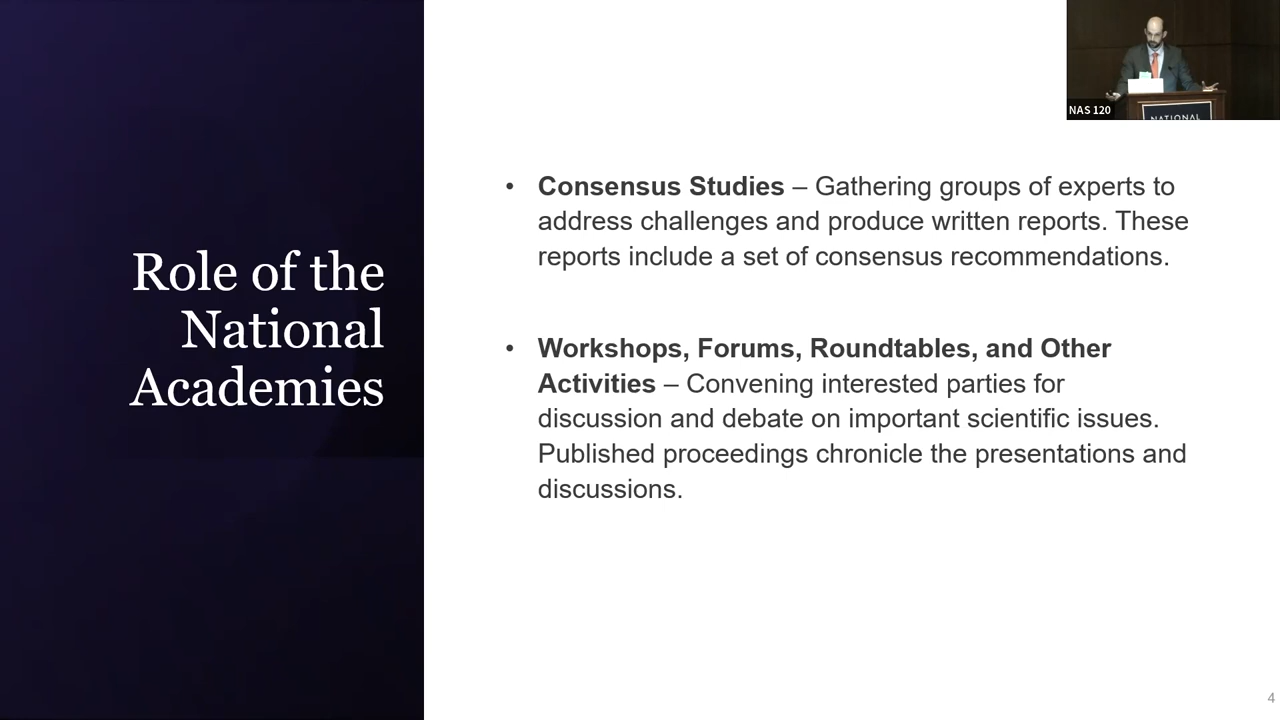 Role of the
National
Academies
• Consensus Studies – Gathering groups of experts to
address challenges and produce written reports. These
reports include a set of consensus recommendations.
• Workshops, Forums, Roundtables, and Other
Activities – Convening interested parties for
discussion and debate on important scientific issues.
Published proceedings chronicle the presentations and
discussions.
NAS 120
NATIONAL
4